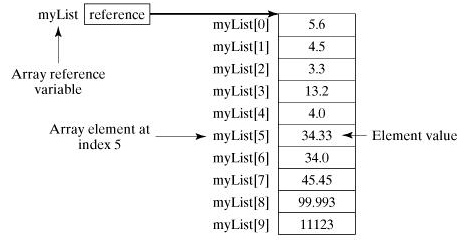 myList reference
myList[0] 5.6
myList[1] 4.5
myList[2] 3.3
Array reference
variable
myList[3] 13.2
myList[4] 4.0
Array element at
index 5
myList[5] 34.33 Element value
myList[6] 34.0
myList[7] 45.45
myList[8] 99.993
myList[9] 11123